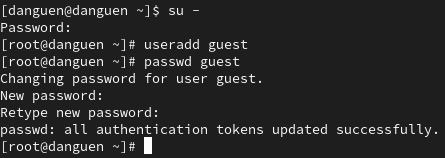 [danguen@danguen ~]$ su -
Password:
[root@danguen ~]# useradd guest
[root@danguen ~]# passwd guest
Changing password for user guest.
New password:
Retype new password:
passwd: all authentication tokens updated successfully.
[root@danguen ~]#